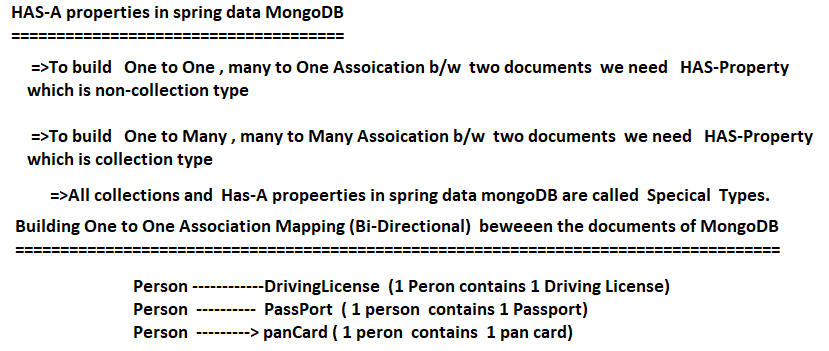 HAS-A properties in spring data MongoDB
=====================================
=>To build One to One , many to One Assoication b/w two documents we need HAS-Property
which is non-collection type
=>To build One to Many , many to Many Assoication b/w two documents we need HAS-Property
which is collection type
=>All collections and Has-A propeerties in spring data mongoDB are called Specical Types.
Building One to One Association Mapping (Bi-Directional) beween the documents of MongoDB
=====================================================================================
Person ------------DrivingLicense (1 Peron contains 1 Driving License)
Person ---------- PassPort ( 1 person contains 1 Passport)
Person ---------> panCard ( 1 peron contains 1 pan card)